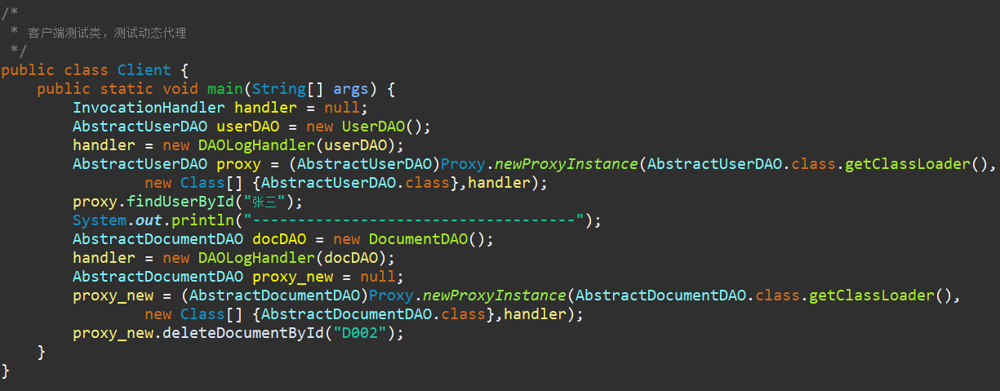 /*
 * 客户端测试类，测试动态代理
 */
public class Client {
    public static void main(String[] args) {
        InvocationHandler handler = null;
        AbstractUserDAO userDAO = new UserDAO();
        handler = new DAOLogHandler(userDAO);
        AbstractUserDAO proxy = (AbstractUserDAO)Proxy.newProxyInstance(AbstractUserDAO.class.getClassLoader(),
                new Class[] {AbstractUserDAO.class},handler);
        proxy.findUserById("张三");
        System.out.println("------------------------------------");
        AbstractDocumentDAO docDAO = new DocumentDAO();
        handler = new DAOLogHandler(docDAO);
        AbstractDocumentDAO proxy_new = null;
        proxy_new = (AbstractDocumentDAO)Proxy.newProxyInstance(AbstractDocumentDAO.class.getClassLoader(),
                new Class[] {AbstractDocumentDAO.class},handler);
        proxy_new.deleteDocumentById("D002");
    }
}